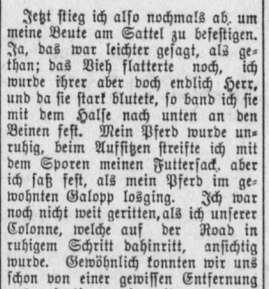 Jetzt stieg ich also nochmals ab, um
meine Beute am Sattel zu befestigen.
Ja, das war leichter gesagt, als ge-
than; das Vieh flatterte noch, ich
wurde ihrer aber doch endlich Herr,
und da sie stark blutete, so band ich sie
mit dem Halse nach unten an den
Beinen fest. Mein Pferd wurde un-
ruhig, beim Aufsitzen streifte ich mit
dem Sporen meinen Futtersack, aber
ich saß fest, als mein Pferd im ge-
wohnten Galopp losging. Ich war
noch nicht weit geritten, als ich unserer
Colonne, welche auf der Road in
ruhigem Schritt dahinritt, ansichtig
wurde. Gewöhnlich konnten wir uns
schon von einer gewissen Entfernung